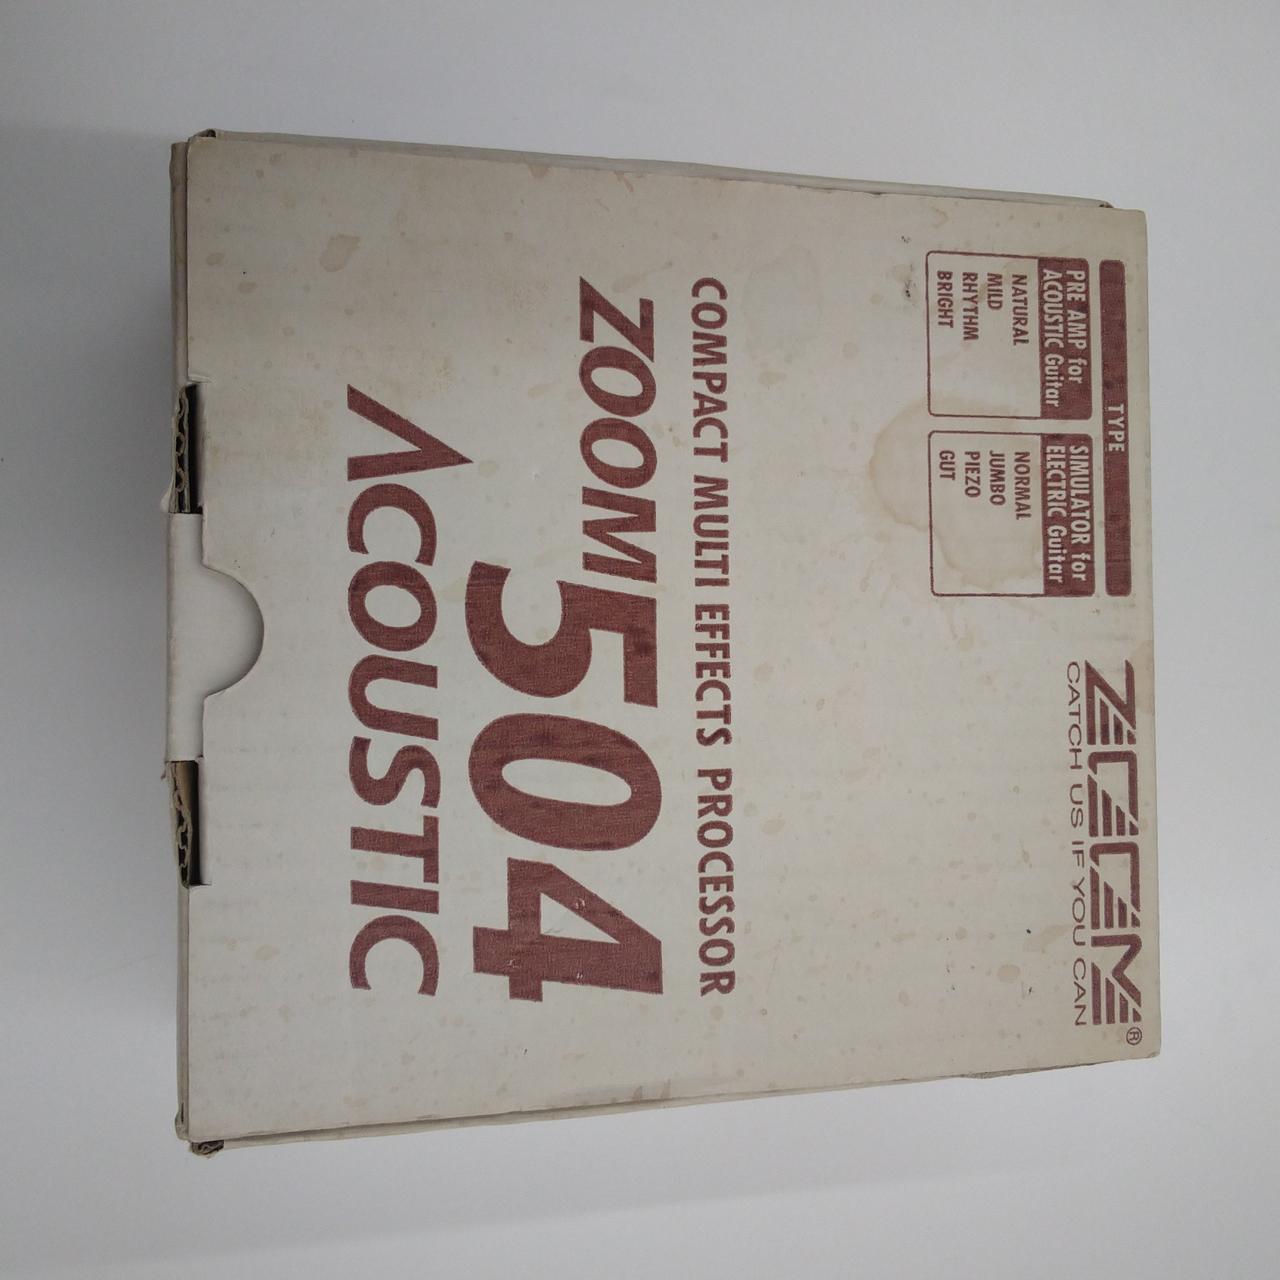 TYPE
PRE AMP for
ACOUSTIC Guitar
NATURAL
MILD
RHYTHM
BRIGHT
SIMULATOR for
ELECTRIC Guitar
NORMAL
JUMBO
PIEZO
GUT
ZOOM®
CATCH US IF YOU CAN
COMPACT MULTI EFFECTS PROCESSOR
ZOOM 504
ACOUSTIC